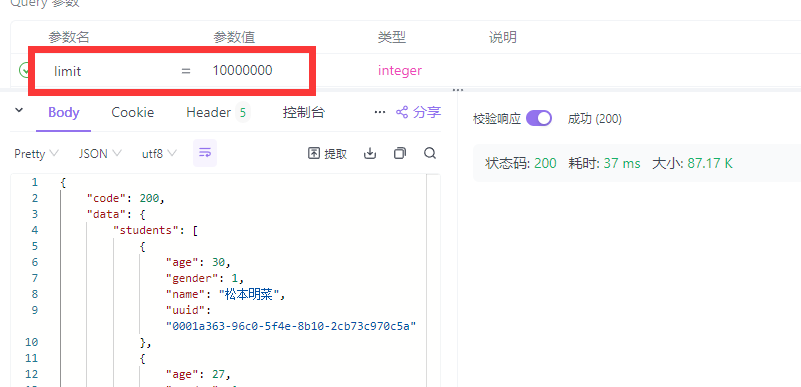 Query 参数
参数名 参数值 类型 说明
limit = 10000000 integer
Body Cookie Header 5 控制台 ··· 分享
校验响应 成功 (200)
Pretty JSON utf8 提取
状态码: 200 耗时: 37 ms 大小: 87.17 K
1 {
2 "code": 200,
3 "data": {
4 "students": [
5 {
6 "age": 30,
7 "gender": 1,
8 "name": "松本明菜",
9 "uuid":
"0001a363-96c0-5f4e-8b10-2cb73c970c5a"
10 },
11 {
12 "age": 27,